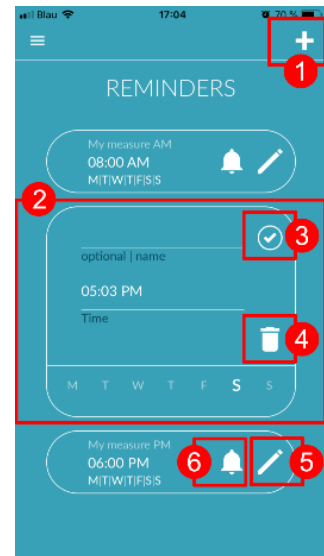 Blau 17:04 70 %
1
REMINDERS
My measure AM
08:00 AM
M|T|W|T|F|S|S
2
3
optional | name
05:03 PM
Time
4
M T W T F S S
My measure PM
06:00 PM
M|T|W|T|F|S|S
6
5